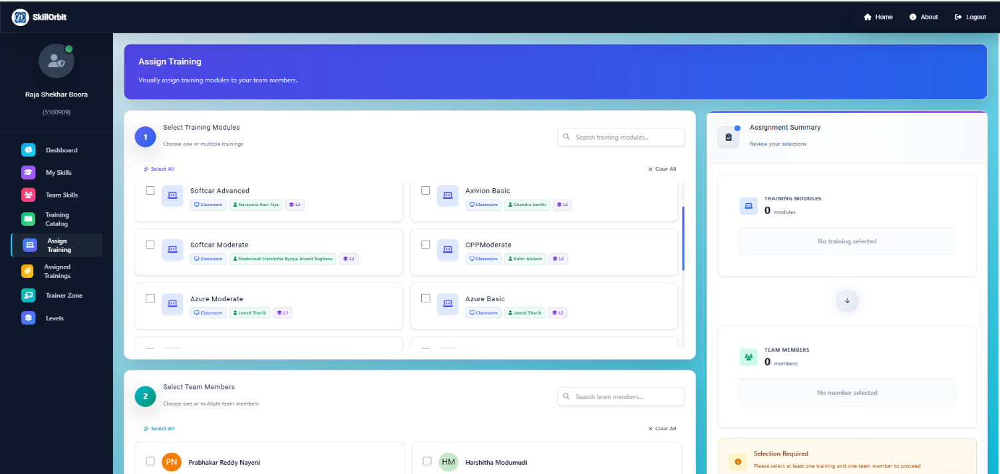 ZF SkillOrbit
Home About Logout
Raja Shekhar Boora
(5500909)
Dashboard
My Skills
Team Skills
Training
Catalog
Assign
Training
Assigned
Trainings
Trainer Zone
Levels
Assign Training
Visually assign training modules to your team members.
1
Select Training Modules
Choose one or multiple trainings
Search training modules...
Select All
Clear All
Softcar Advanced
Classroom Narayana Ravi Teja L3
Axivion Basic
Classroom Chandra Santhi L2
Softcar Moderate
Classroom Modumudi Harshitha Byroju Anand Raghava L2
CPPModerate
Classroom Kohir Abilash L2
Azure Moderate
Classroom Jawed Sharib L3
Azure Basic
Classroom Jawed Sharib L2
2
Select Team Members
Choose one or multiple team members
Search team members...
Select All
Clear All
PN Prabhakar Reddy Nayeni
HM Harshitha Modumudi
Assignment Summary
Review your selections
TRAINING MODULES
0 modules
No training selected
TEAM MEMBERS
0 members
No member selected
Selection Required
Please select at least one training and one team member to proceed